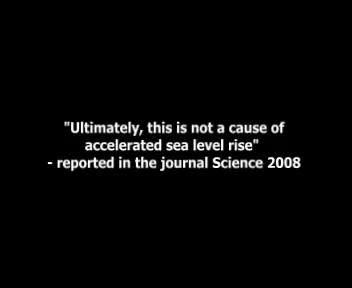 "Ultimately, this is not a cause of
accelerated sea level rise"
- reported in the journal Science 2008